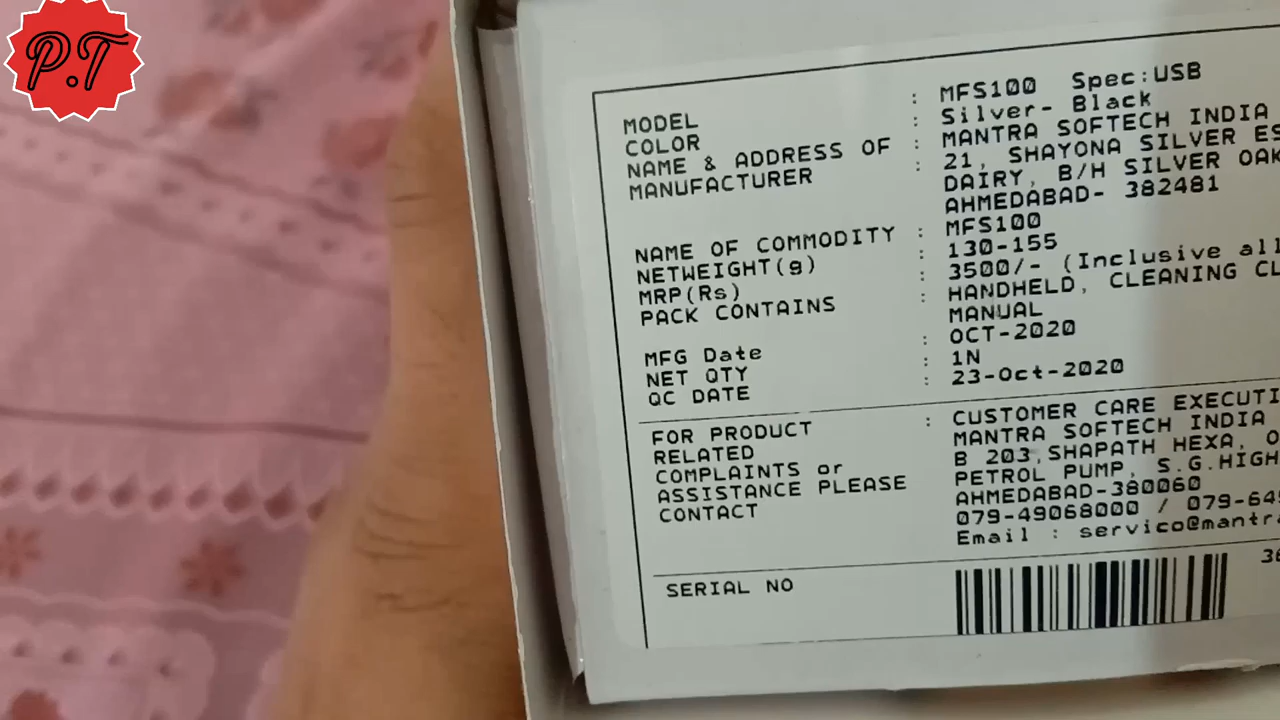 P.T
MODEL : MFS100 Spec:USB
COLOR : Silver- Black
NAME & ADDRESS OF : MANTRA SOFTECH INDIA
MANUFACTURER : 21, SHAYONA SILVER
DAIRY, B/H SILVER OAK
AHMEDABAD- 382481
NAME OF COMMODITY : MFS100
NETWEIGHT(g) : 130-155
MRP(Rs) : 3500/- (Inclusive all
PACK CONTAINS : HANDHELD, CLEANING
MANUAL
MFG Date : OCT-2020
NET QTY : 1N
QC DATE : 23-Oct-2020
FOR PRODUCT : CUSTOMER CARE
RELATED MANTRA SOFTECH INDIA
COMPLAINTS or B 203,SHAPATH HEXA,
ASSISTANCE PLEASE PETROL PUMP,
CONTACT AHMEDABAD-380060
079-49068000 /
Email :
SERIAL NO